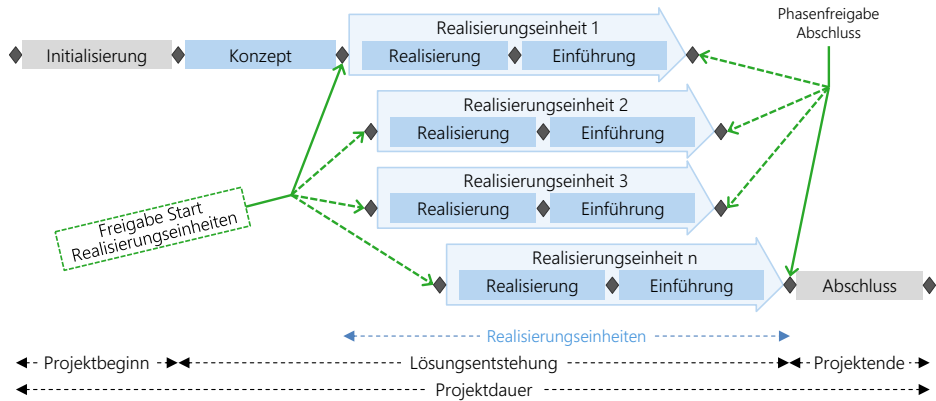 Realisierungseinheit 1
Phasenfreigabe
Abschluss
Initialisierung
Konzept
Realisierung
Einführung
Realisierungseinheit 2
Realisierung
Einführung
Realisierungseinheit 3
Realisierung
Einführung
Freigabe Start
Realisierungseinheiten
Realisierungseinheit n
Realisierung
Einführung
Abschluss
Realisierungseinheiten
Projektbeginn
Lösungsentstehung
Projektende
Projektdauer